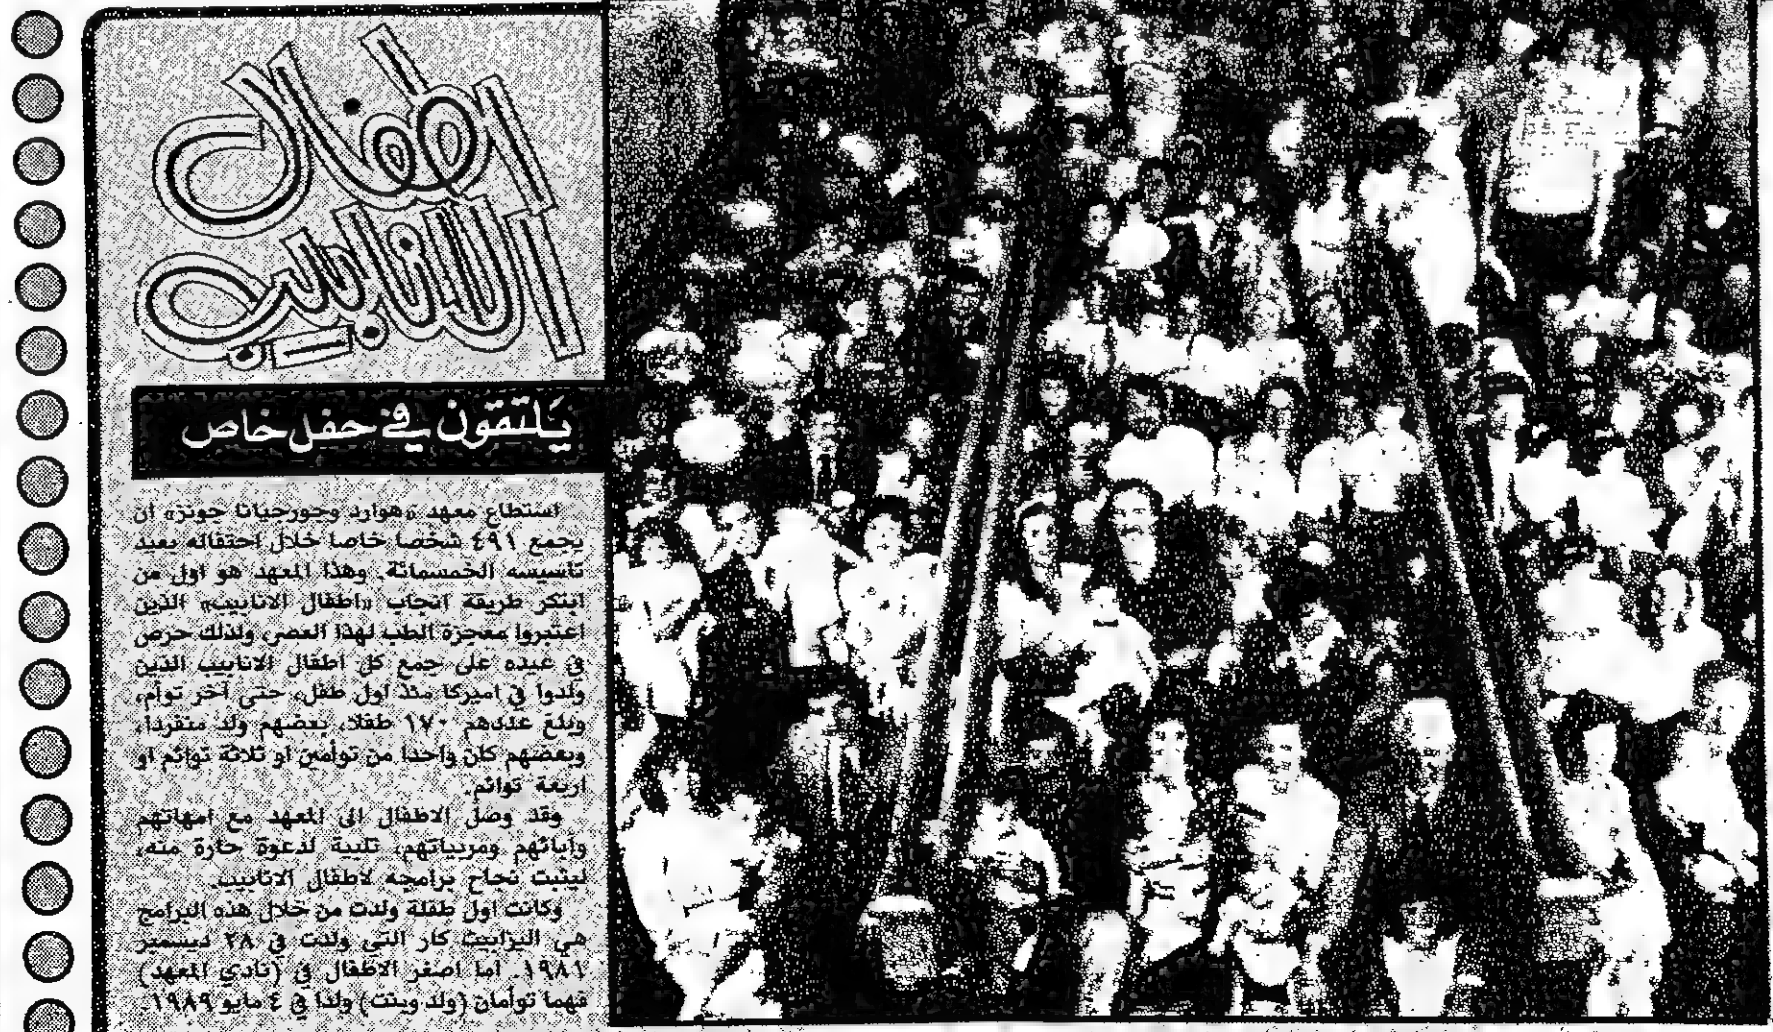 اطفال
الانابيب
يَلتقون في حفل خاص
استطاع معهد «هوارد وجورجيانا جونز» ان
يجمع ٤٩١ شخصا خاصا خلال احتفاله بعيد
تاسيسه الخمسمائة. وهذا المعهد هو اول من
ابتكر طريقة انجاب «اطفال الانابيب» الذين
اعتبروا معجزة الطب لهذا العصر، ولذلك حرص
في عيده على جمع كل اطفال الانابيب الذين
ولدوا في اميركا منذ اول طفل، حتى آخر توأم،
وبلغ عددهم ١٧٠ طفلا، بعضهم ولد منفردا،
وبعضهم كان واحدا من توأمين او ثلاثة توائم او
اربعة توائم.
وقد وصل الاطفال الى المعهد مع امهاتهم
وآبائهم ومربياتهم، تلبية لدعوة حارة منه،
ليثبت نجاح برامجه لاطفال الانابيب.
وكانت اول طفلة ولدت من خلال هذه البرامج
هي اليزابيث كار التي ولدت في ٢٨ ديسمبر
١٩٨١. اما اصغر الاطفال في (نادي المعهد)
فهما توأمان (ولد وبنت) ولدا في ٤ مايو ١٩٨٩.